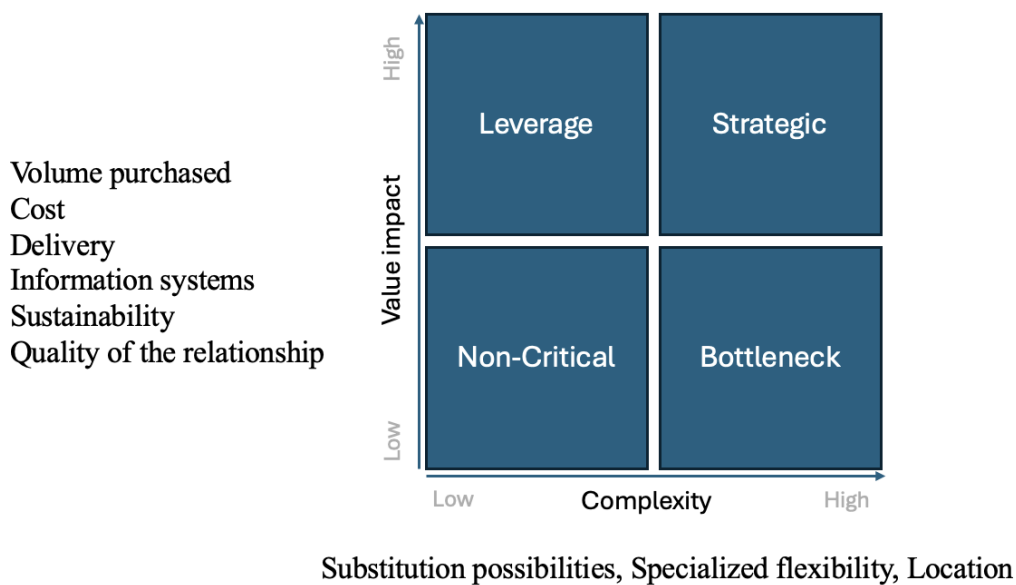 High
Leverage
Strategic
Volume purchased
Cost
Delivery
Information systems
Sustainability
Quality of the relationship
Value impact
Non-Critical
Bottleneck
Low
Low
Complexity
High
Substitution possibilities, Specialized flexibility, Location